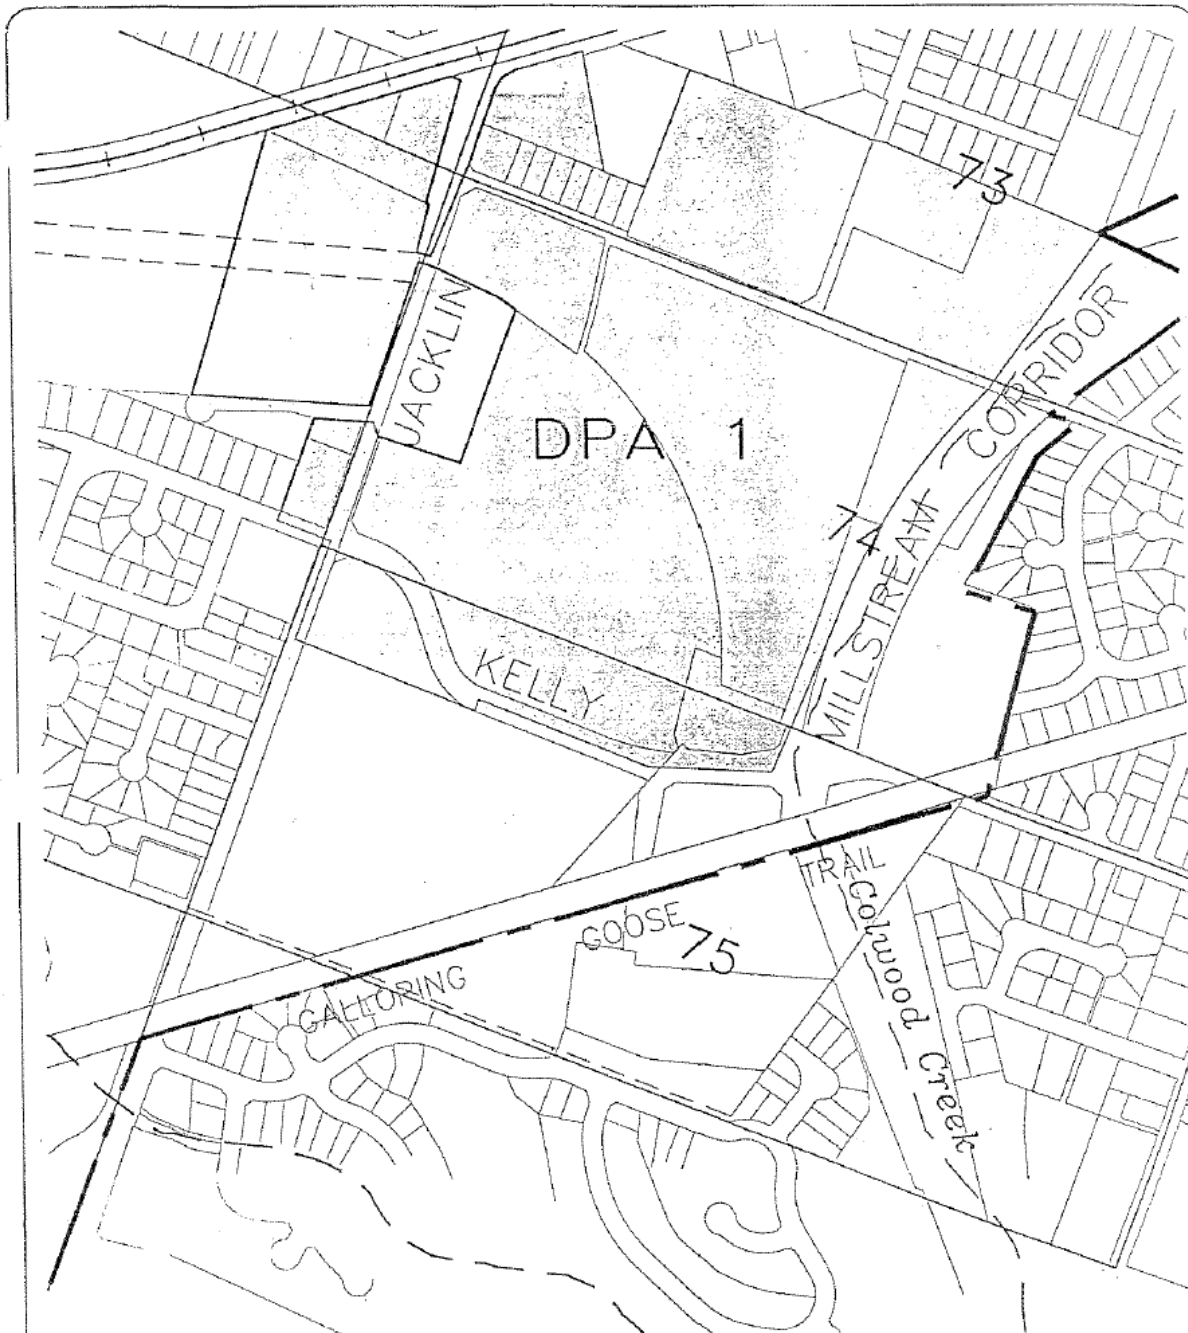 73
CORRIDOR
JACKLIN
DPA 1
74
MILLSTREAM
KELLY
TRAIL
GOOSE
75
GALLOPING
Colwood Creek